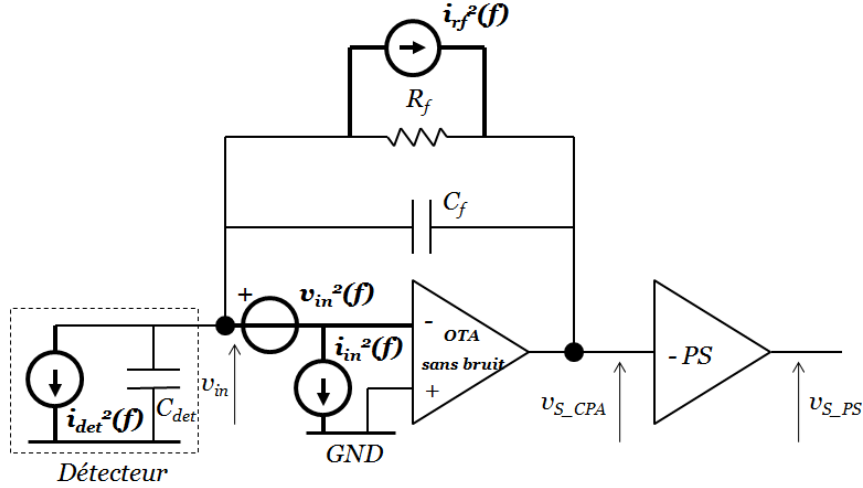 i_rf²(f)
R_f
C_f
+
v_in²(f)
-
OTA
sans bruit
+
i_in²(f)
- PS
v_in
i_det²(f)
C_det
v_S_CPA
v_S_PS
GND
Détecteur